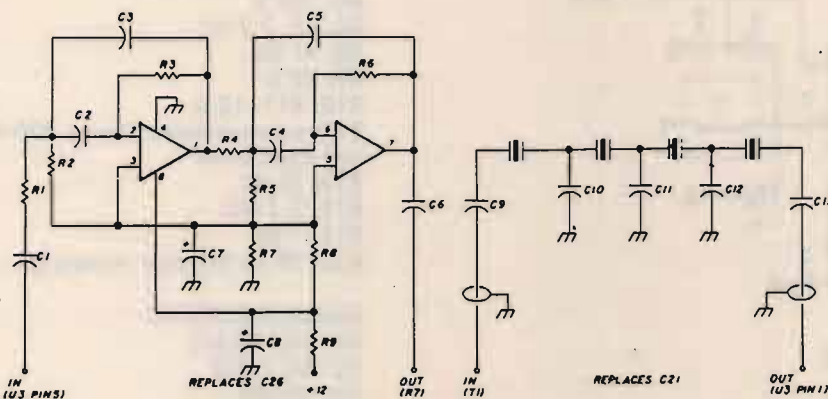 C3
C5
R3
R6
C2
2
4
1
R4
C4
6
7
3
8
5
R2
R1
R5
C1
C7
R7
R8
C6
C8
R9
IN
(U3 PIN5)
REPLACES C26
+12
OUT
(R7)
C9
C10
C11
C12
IN
(T1)
REPLACES C21
OUT
(U3 PIN1)